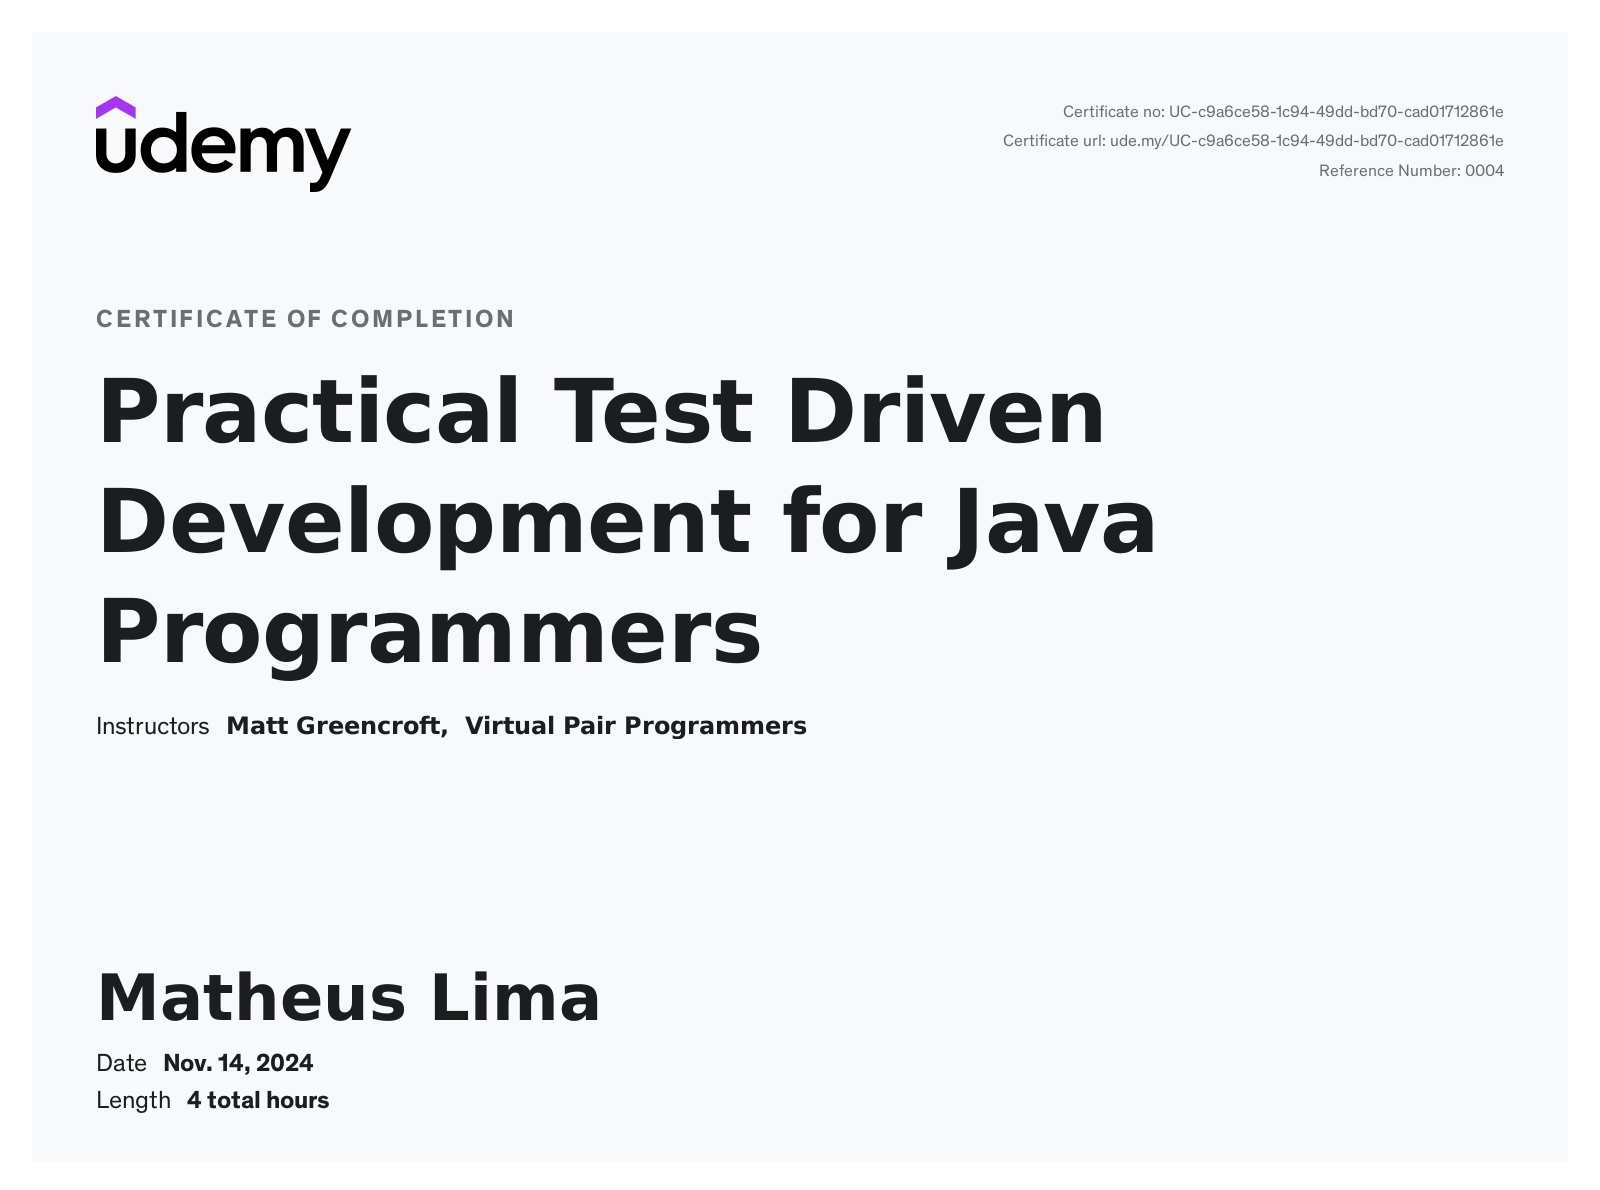 udemy
Certificate no: UC-c9a6ce58-1c94-49dd-bd70-cad01712861e
Certificate url: ude.my/UC-c9a6ce58-1c94-49dd-bd70-cad01712861e
Reference Number: 0004
CERTIFICATE OF COMPLETION
Practical Test Driven
Development for Java
Programmers
Instructors Matt Greencroft, Virtual Pair Programmers
Matheus Lima
Date Nov. 14, 2024
Length 4 total hours